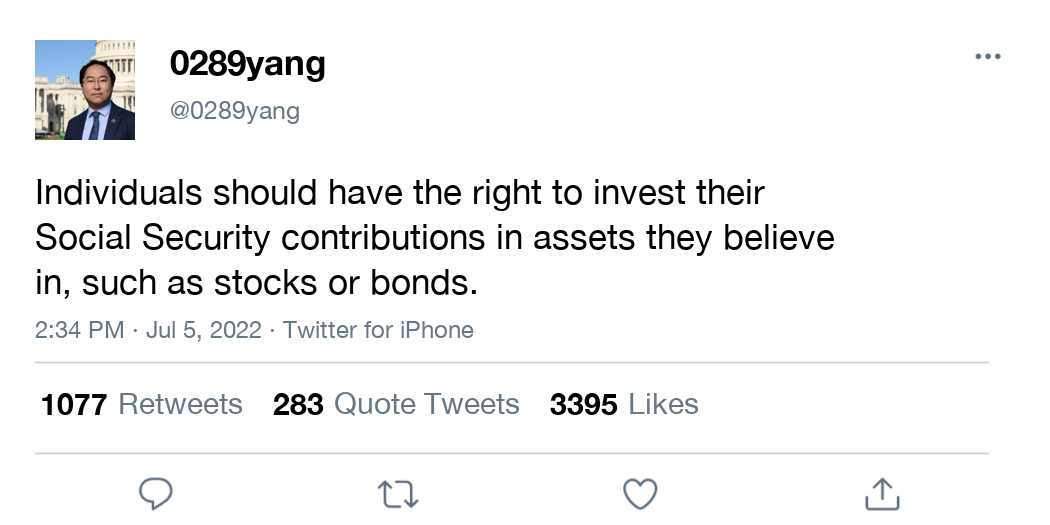 0289yang
@0289yang
Individuals should have the right to invest their
Social Security contributions in assets they believe
in, such as stocks or bonds.
2:34 PM · Jul 5, 2022 · Twitter for iPhone
1077 Retweets 283 Quote Tweets 3395 Likes